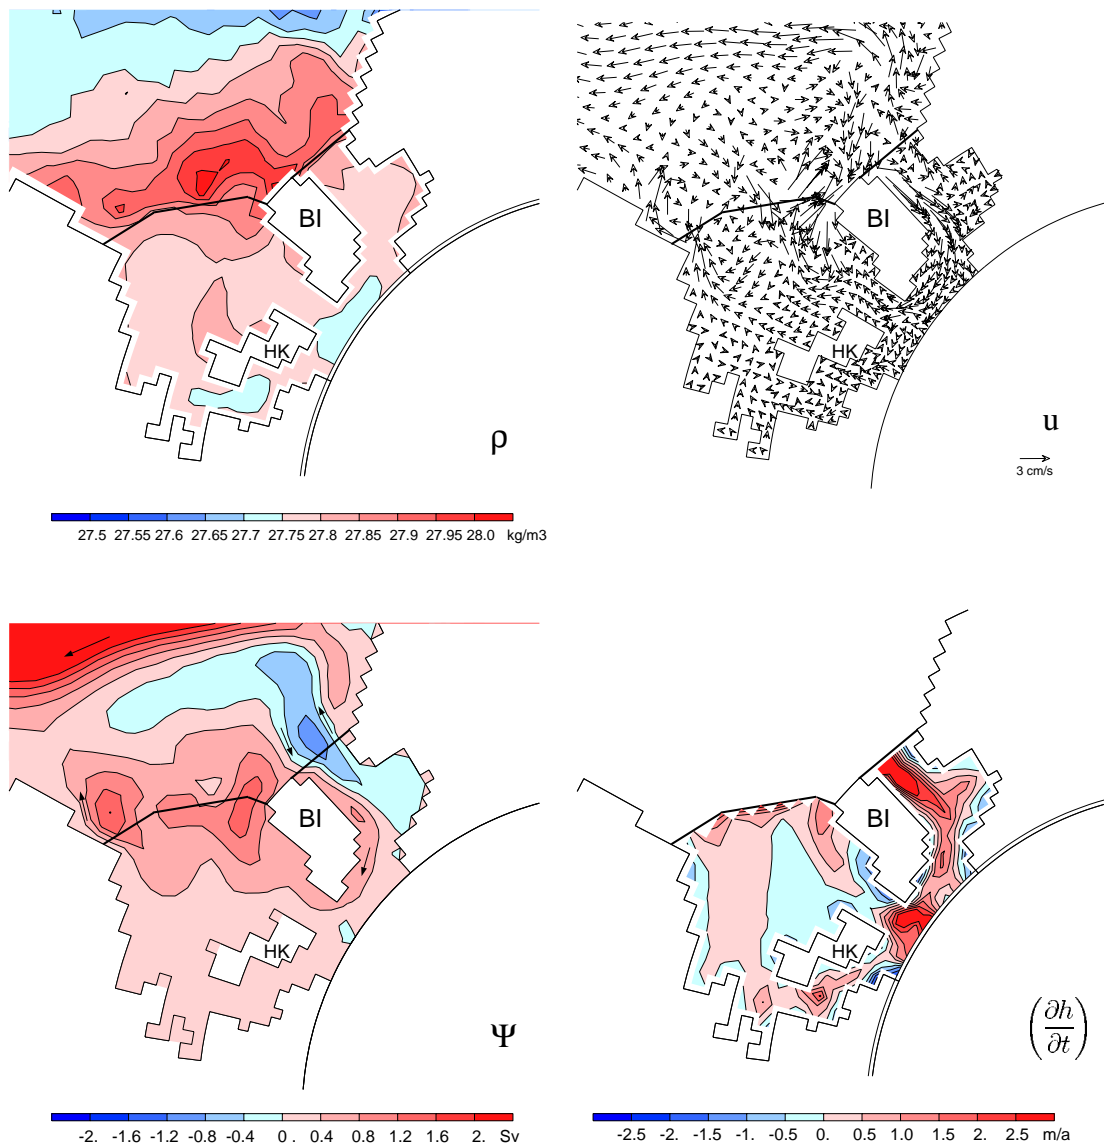 BI
HK
ρ
27.5 27.55 27.6 27.65 27.7 27.75 27.8 27.85 27.9 27.95 28.0 kg/m3
BI
HK
u
3 cm/s
BI
HK
Ψ
-2. -1.6 -1.2 -0.8 -0.4 0. 0.4 0.8 1.2 1.6 2. Sv
BI
HK
(∂h/∂t)
-2.5 -2. -1.5 -1. -0.5 0. 0.5 1. 1.5 2. 2.5 m/a